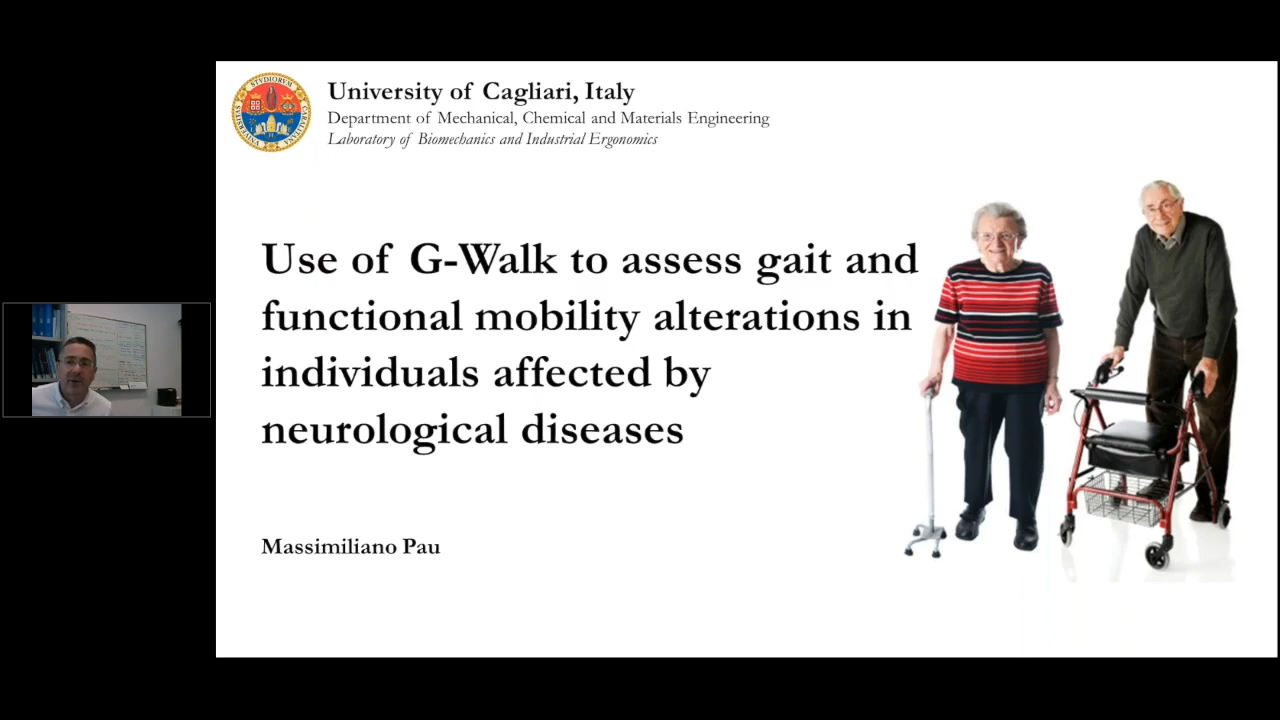 University of Cagliari, Italy
Department of Mechanical, Chemical and Materials Engineering
Laboratory of Biomechanics and Industrial Ergonomics
Use of G-Walk to assess gait and
functional mobility alterations in
individuals affected by
neurological diseases
Massimiliano Pau